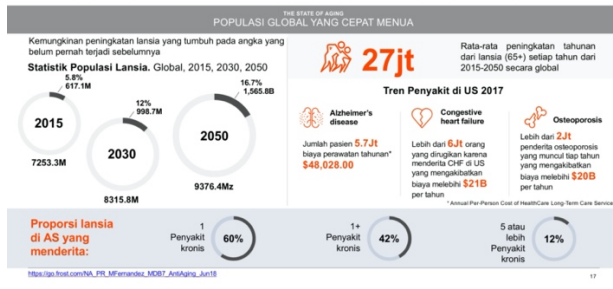 THE STATE OF AGING
POPULASI GLOBAL YANG CEPAT MENUA
Kemungkinan peningkatan lansia yang tumbuh pada angka yang
belum pernah terjadi sebelumnya
Statistik Populasi Lansia. Global, 2015, 2030, 2050
5.8%
617.1M
2015
7253.3M
12%
998.7M
2030
8315.8M
16.7%
1,565.8B
2050
9376.4Mz
27jt
Rata-rata peningkatan tahunan
dari lansia (65+) setiap tahun dari
2015-2050 secara global
Tren Penyakit di US 2017
Alzheimer's
disease
Jumlah pasien 5.7Jt
biaya perawatan tahunan*
$48,028.00
Congestive
heart failure
Lebih dari 6Jt orang
yang dirugikan karena
menderita CHF di US
yang mengakibatkan
biaya melebihi $21B
per tahun
Osteoporosis
Lebih dari 2Jt
penderita osteoporosis
yang muncul tiap tahun
yang mengakibatkan
biaya melebihi $20B
per tahun
* Annual Per-Person Cost of HealthCare Long-Term Care Service
Proporsi lansia
di AS yang
menderita:
1
Penyakit
kronis
60%
1+
Penyakit
kronis
42%
5 atau
lebih
Penyakit
kronis
12%
https://go.frost.com/NA_PR_MFernandez_MDB7_AntiAging_Jun18
17